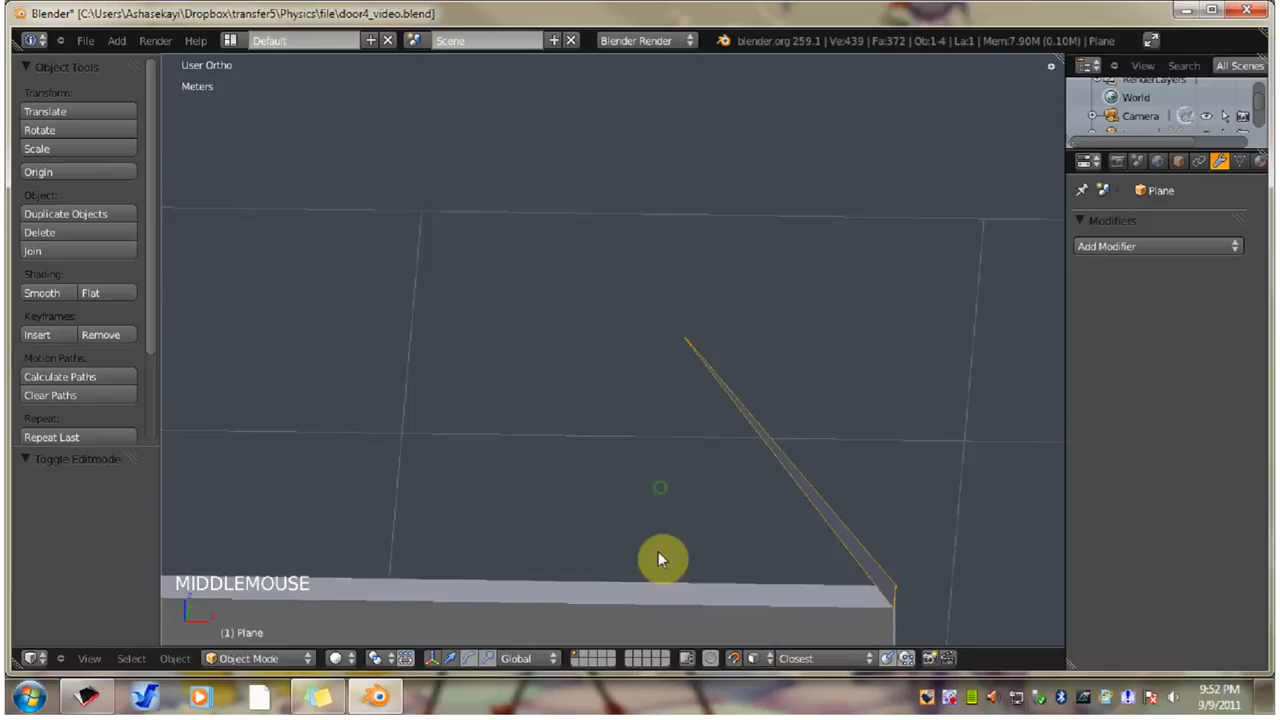 Blender* [C:\Users\Ashasekayi\Dropbox\transfer5\Physics\file\door4_video.blend]
File Add Render Help Default Scene Blender Render blender.org 259.1 | Ve:439 | Fa:372 | Ob:1-4 | La:1 | Mem:7.90M (0.10M) | Plane
Object Tools
Transform:
Translate
Rotate
Scale
Origin
Object:
Duplicate Objects
Delete
Join
Shading:
Smooth Flat
Keyframes:
Insert Remove
Motion Paths:
Calculate Paths
Clear Paths
Repeat:
Repeat Last
Toggle Editmode
User Ortho
Meters
MIDDLEMOUSE
z
x
(1) Plane
View Select Object Object Mode Global Closest
View Search All Scenes
RenderLayers
World
Camera
Plane
Modifiers
Add Modifier
9:52 PM
9/9/2011